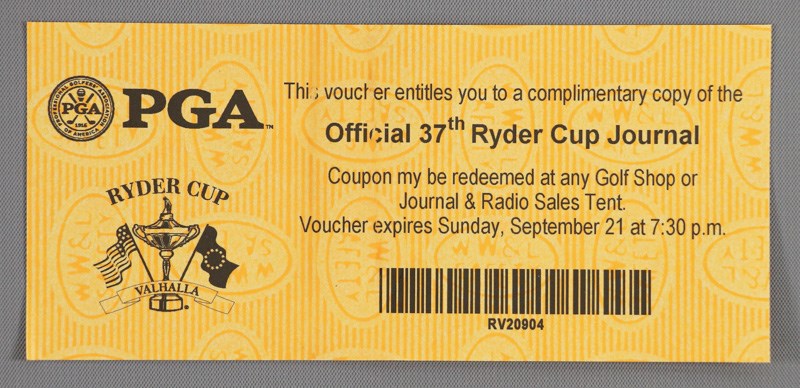 PROFESSIONAL GOLFERS' ASSOCIATION
PGA
1916
OF AMERICA
PGA™
RYDER CUP
VALHALLA
This voucher entitles you to a complimentary copy of the
Official 37th Ryder Cup Journal
Coupon my be redeemed at any Golf Shop or
Journal & Radio Sales Tent.
Voucher expires Sunday, September 21 at 7:30 p.m.
RV20904